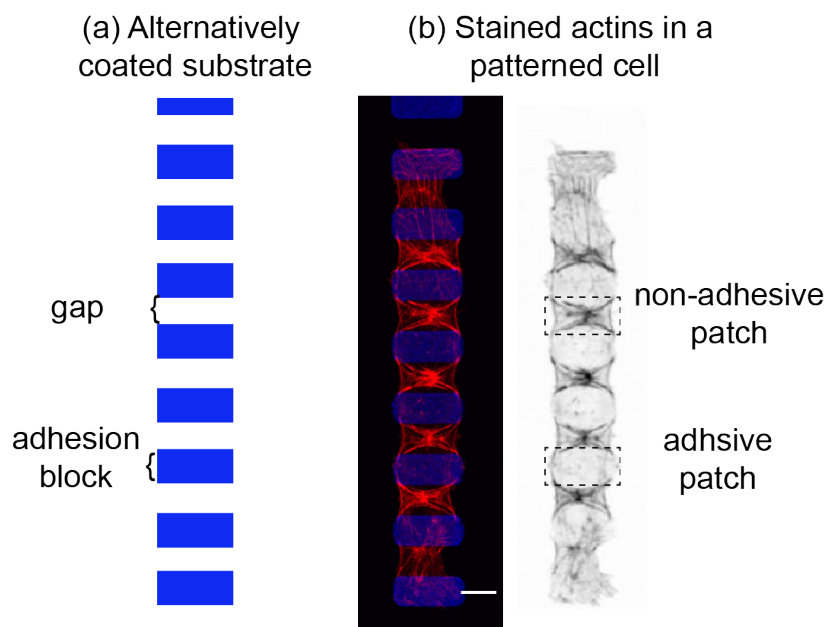 (a) Alternatively
coated substrate
(b) Stained actins in a
patterned cell
gap
{
non-adhesive
patch
adhesion
block
{
adhsive
patch